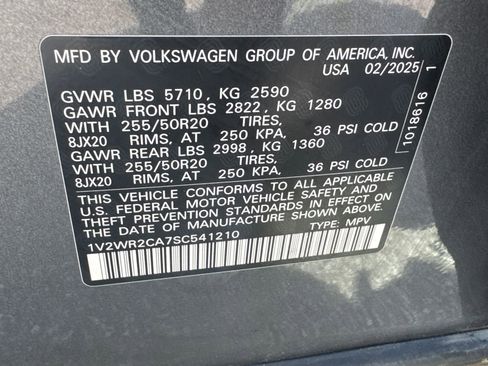 MFD BY VOLKSWAGEN GROUP OF AMERICA, INC.
USA 02/2025
GVWR LBS 5710, KG 2590
GAWR FRONT LBS 2822, KG 1280
WITH 255/50R20 TIRES,
8JX20 RIMS, AT 250 KPA, 36 PSI COLD
GAWR REAR LBS 2998, KG 1360
WITH 255/50R20 TIRES,
8JX20 RIMS, AT 250 KPA, 36 PSI COLD
THIS VEHICLE CONFORMS TO ALL APPLICABLE
U.S. FEDERAL MOTOR VEHICLE SAFETY AND
THEFT PREVENTION STANDARDS IN EFFECT ON
THE DATE OF MANUFACTURE SHOWN ABOVE
1V2WR2CA7SC541210 TYPE: MPV
1018616 1